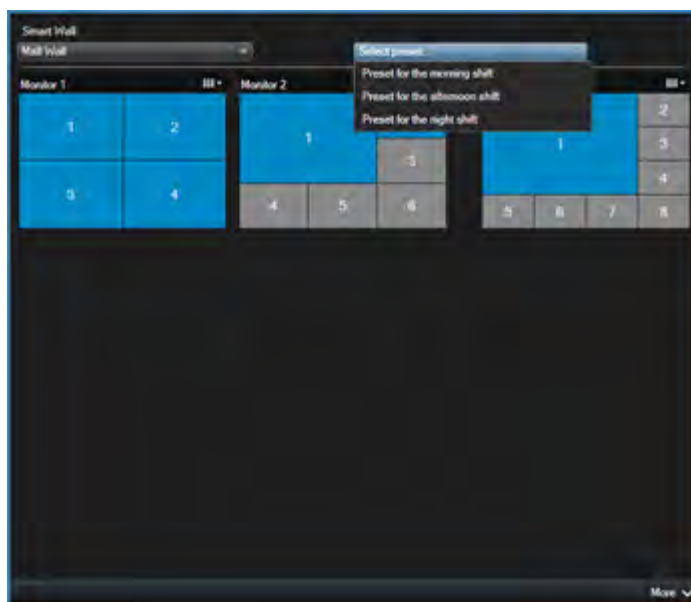 Smart Wall
Mall Wall
Select preset...
Preset for the morning shift
Preset for the afternoon shift
Preset for the night shift
Monitor 1
Monitor 2
1 2
3 4
1
3
4 5 6
1
2
3
4
5 6 7 8
More